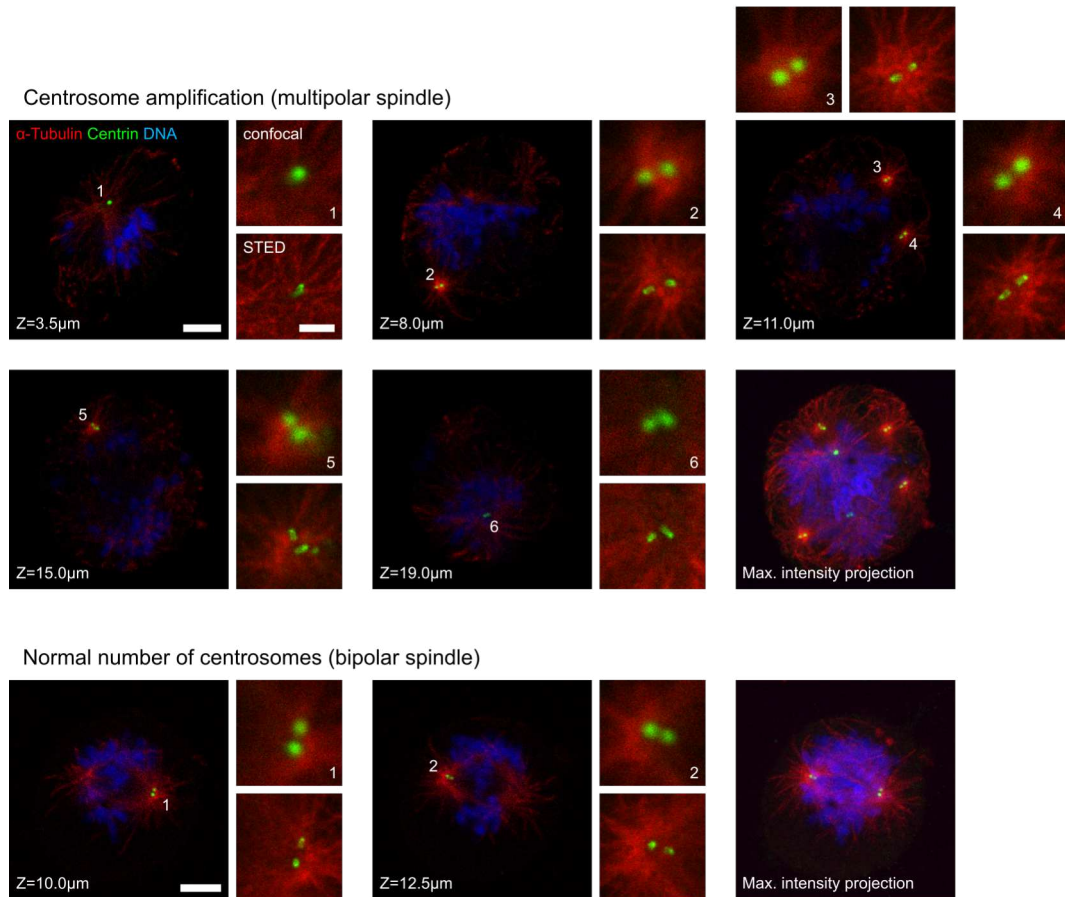 3
Centrosome amplification (multipolar spindle)
α-Tubulin Centrin DNA
1
confocal
1
STED
Z=3.5µm
2
2
Z=8.0µm
3
4
4
Z=11.0µm
5
5
Z=15.0µm
6
6
Z=19.0µm
Max. intensity projection
Normal number of centrosomes (bipolar spindle)
1
1
Z=10.0µm
2
2
Z=12.5µm
Max. intensity projection